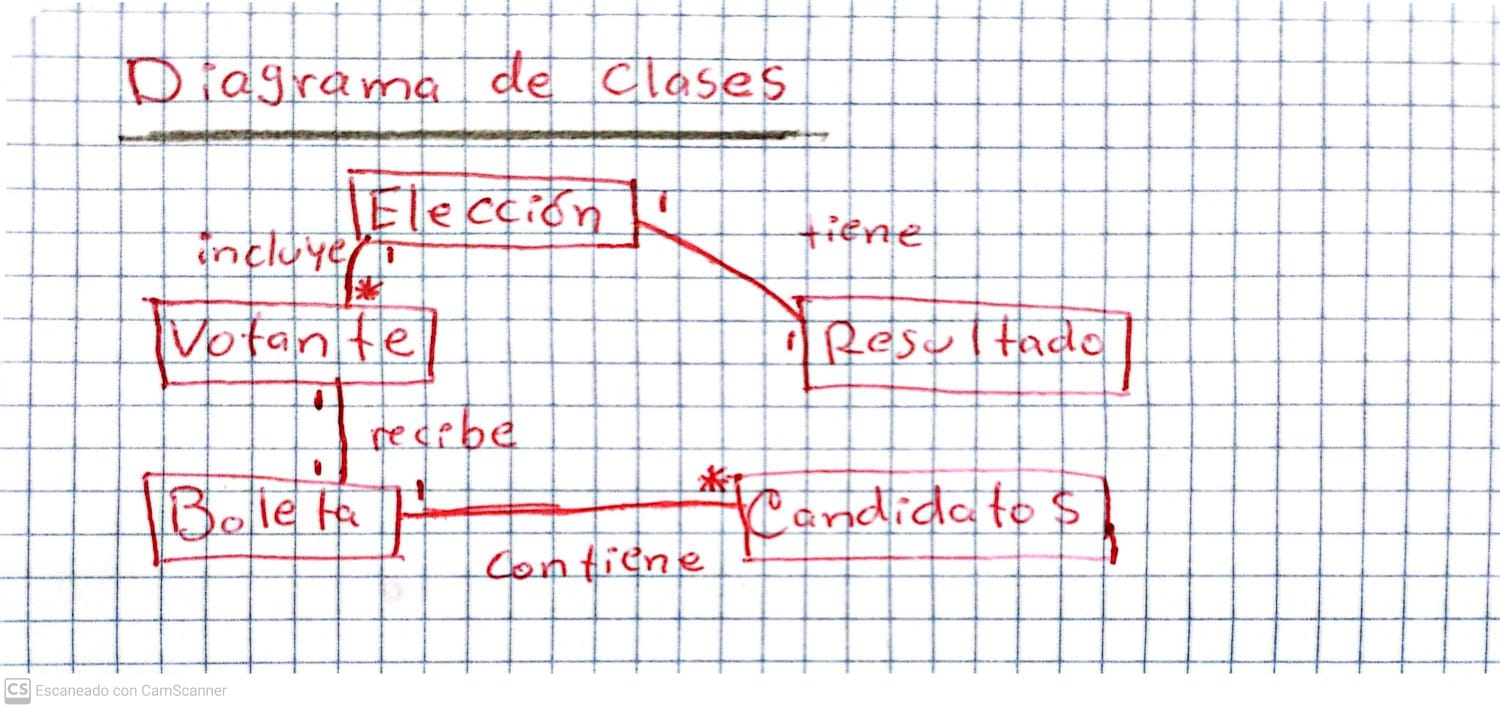 Diagrama de Clases
Elección 1
tiene
incluye 1
*
Votante
1 Resultado
1
recibe
1
Boleta 1 * Candidatos
contiene
CS Escaneado con CamScanner